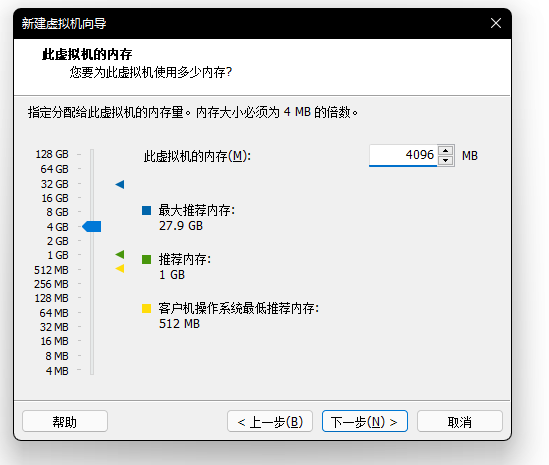 新建虚拟机向导
此虚拟机的内存
您要为此虚拟机使用多少内存?
指定分配给此虚拟机的内存量。内存大小必须为 4 MB 的倍数。
128 GB
64 GB
32 GB
16 GB
8 GB
4 GB
2 GB
1 GB
512 MB
256 MB
128 MB
64 MB
32 MB
16 MB
8 MB
4 MB
此虚拟机的内存(M):
4096
MB
最大推荐内存:
27.9 GB
推荐内存:
1 GB
客户机操作系统最低推荐内存:
512 MB
帮助
< 上一步(B)
下一步(N) >
取消